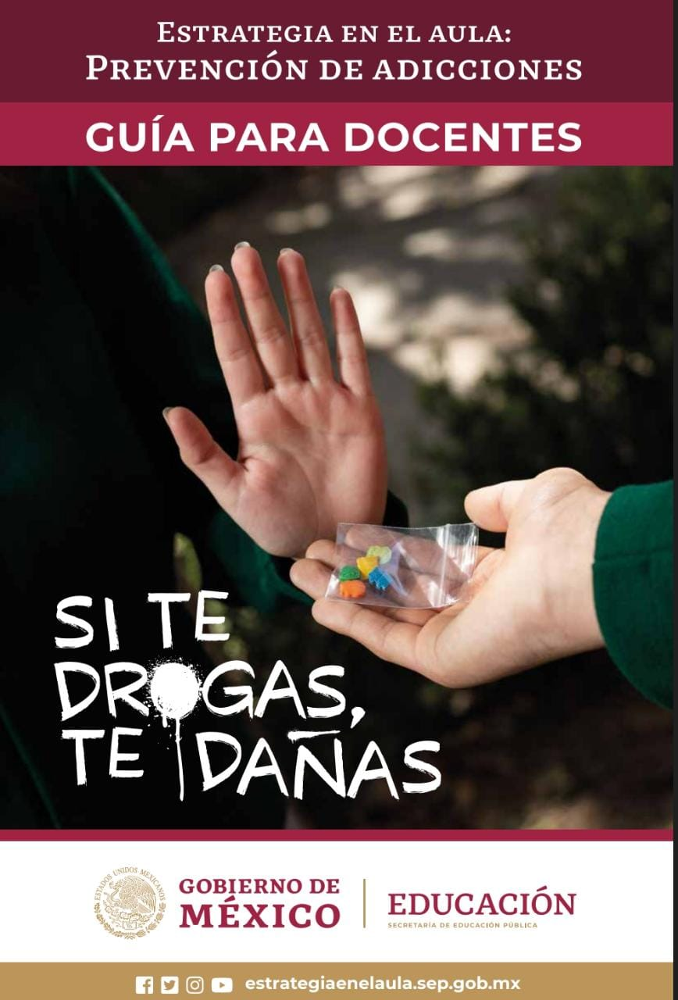 ESTRATEGIA EN EL AULA:
PREVENCIÓN DE ADICCIONES
GUÍA PARA DOCENTES
SI TE
DROGAS,
TE DAÑAS
ESTADOS UNIDOS MEXICANOS
GOBIERNO DE
MÉXICO
EDUCACIÓN
SECRETARÍA DE EDUCACIÓN PÚBLICA
estrategiaenelaula.sep.gob.mx